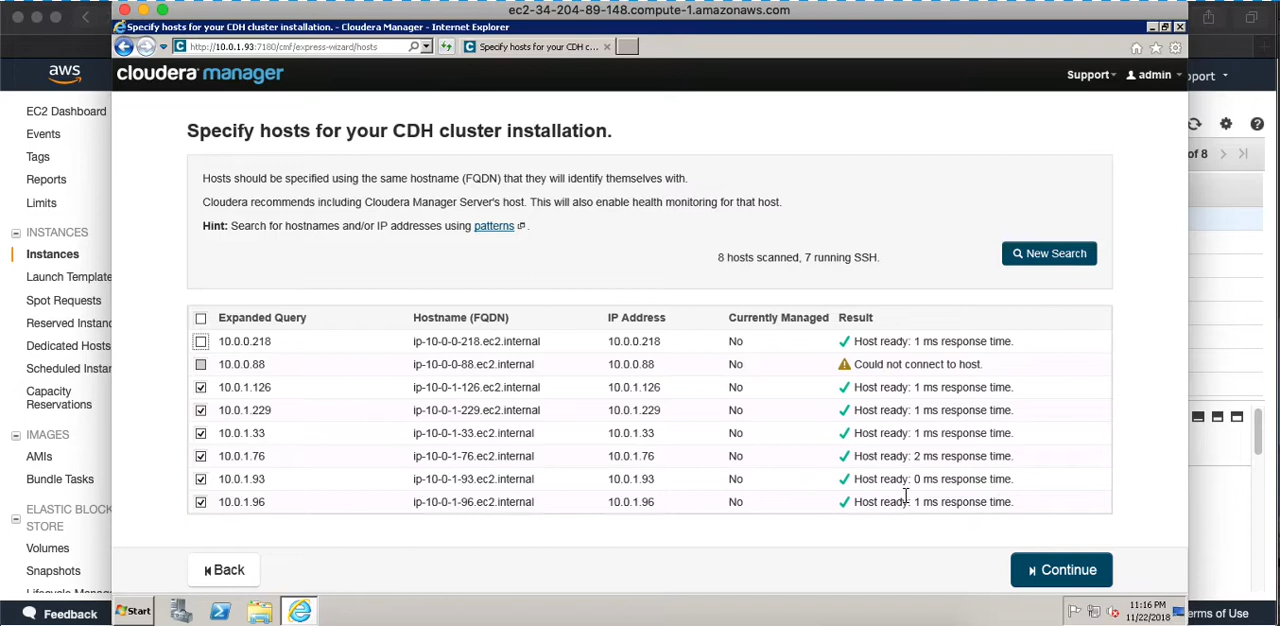 ec2-34-204-89-148.compute-1.amazonaws.com
Specify hosts for your CDH cluster installation. - Cloudera Manager - Internet Explorer
http://10.0.1.93:7180/cmf/express-wizard/hosts
Specify hosts for your CDH c...
cloudera manager
Support
admin
aws
pport
EC2 Dashboard
Events
Tags
Reports
Limits
INSTANCES
Instances
Launch Template
Spot Requests
Reserved Instanc
Dedicated Hosts
Scheduled Instan
Capacity
Reservations
IMAGES
AMIs
Bundle Tasks
ELASTIC BLOCK
STORE
Volumes
Snapshots
Lifecycle Manage
Feedback
of 8
Specify hosts for your CDH cluster installation.
Hosts should be specified using the same hostname (FQDN) that they will identify themselves with.
Cloudera recommends including Cloudera Manager Server's host. This will also enable health monitoring for that host.
Hint: Search for hostnames and/or IP addresses using patterns .
8 hosts scanned, 7 running SSH.
New Search
Expanded Query Hostname (FQDN) IP Address Currently Managed Result
10.0.0.218 ip-10-0-0-218.ec2.internal 10.0.0.218 No Host ready: 1 ms response time.
10.0.0.88 ip-10-0-0-88.ec2.internal 10.0.0.88 No Could not connect to host.
10.0.1.126 ip-10-0-1-126.ec2.internal 10.0.1.126 No Host ready: 1 ms response time.
10.0.1.229 ip-10-0-1-229.ec2.internal 10.0.1.229 No Host ready: 1 ms response time.
10.0.1.33 ip-10-0-1-33.ec2.internal 10.0.1.33 No Host ready: 1 ms response time.
10.0.1.76 ip-10-0-1-76.ec2.internal 10.0.1.76 No Host ready: 2 ms response time.
10.0.1.93 ip-10-0-1-93.ec2.internal 10.0.1.93 No Host ready: 0 ms response time.
10.0.1.96 ip-10-0-1-96.ec2.internal 10.0.1.96 No Host ready: 1 ms response time.
Back
Continue
Start
11:16 PM
11/22/2018
erms of Use